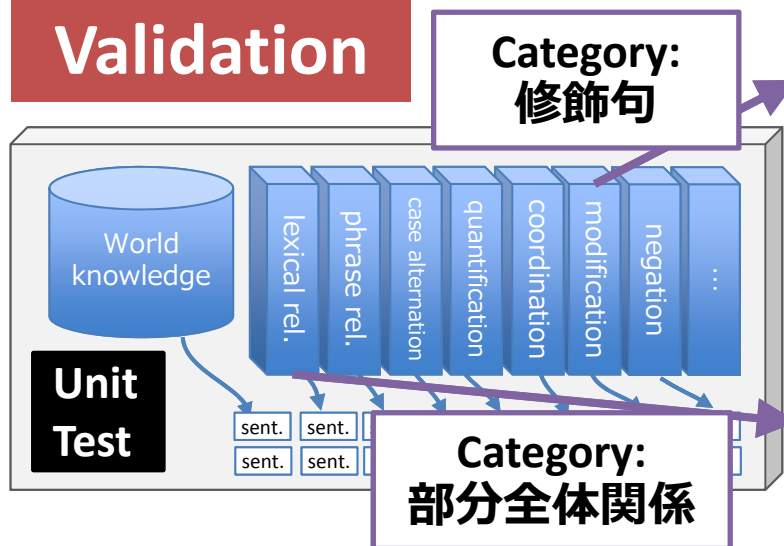 Validation
Category:
修飾句
World
knowledge
lexical rel.
phrase rel.
case alternation
quantification
coordination
modification
negation
...
Unit
Test
sent.
sent.
sent.
sent.
Category:
部分全体関係